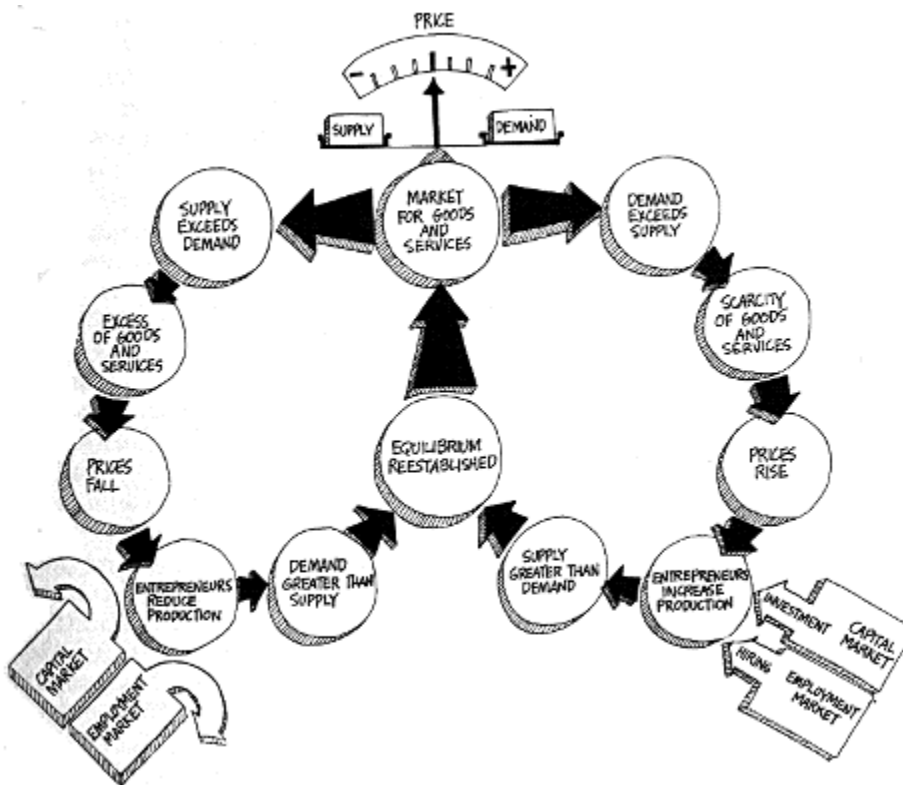 PRICE
- +
SUPPLY
DEMAND
MARKET
FOR GOODS
AND
SERVICES
SUPPLY
EXCEEDS
DEMAND
EXCESS
OF GOODS
AND
SERVICES
PRICES
FALL
ENTREPRENEURS
REDUCE
PRODUCTION
DEMAND
GREATER THAN
SUPPLY
EQUILIBRIUM
REESTABLISHED
DEMAND
EXCEEDS
SUPPLY
SCARCITY
OF GOODS
AND
SERVICES
PRICES
RISE
ENTREPRENEURS
INCREASE
PRODUCTION
SUPPLY
GREATER THAN
DEMAND
CAPITAL
MARKET
EMPLOYMENT
MARKET
INVESTMENT
CAPITAL
MARKET
HIRING
EMPLOYMENT
MARKET